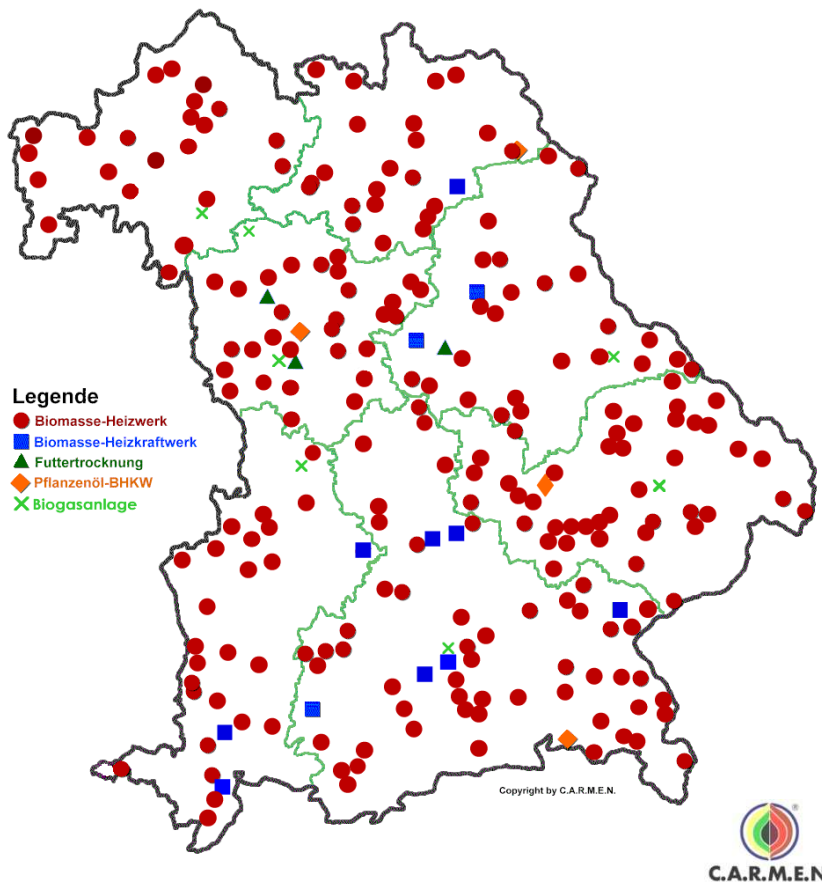 Legende
Biomasse-Heizwerk
Biomasse-Heizkraftwerk
Futtertrocknung
Pflanzenöl-BHKW
Biogasanlage
Copyright by C.A.R.M.E.N.
®
C.A.R.M.E.N